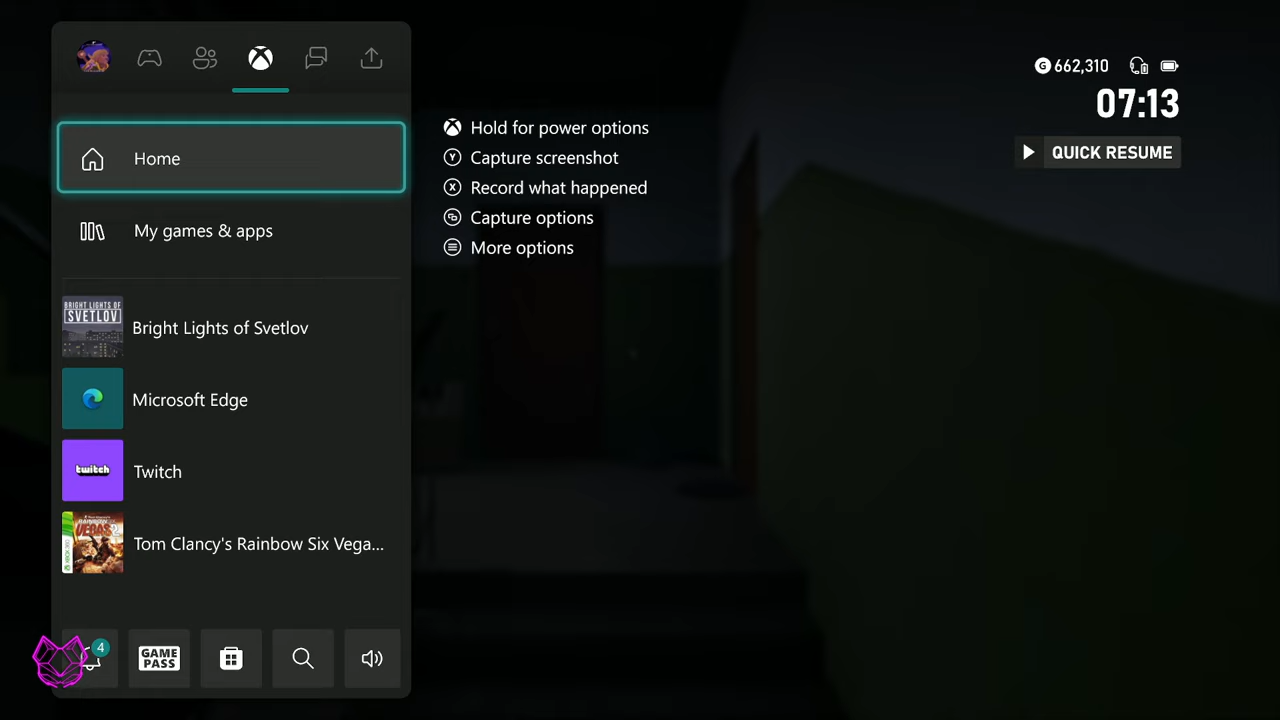 Home
My games & apps
BRIGHT LIGHTS OF
SVETLOV
Bright Lights of Svetlov
Microsoft Edge
twitch
Twitch
VEGAS 2
Tom Clancy's Rainbow Six Vega...
4
GAME
PASS
Hold for power options
Y Capture screenshot
X Record what happened
Capture options
More options
G 662,310
07:13
QUICK RESUME